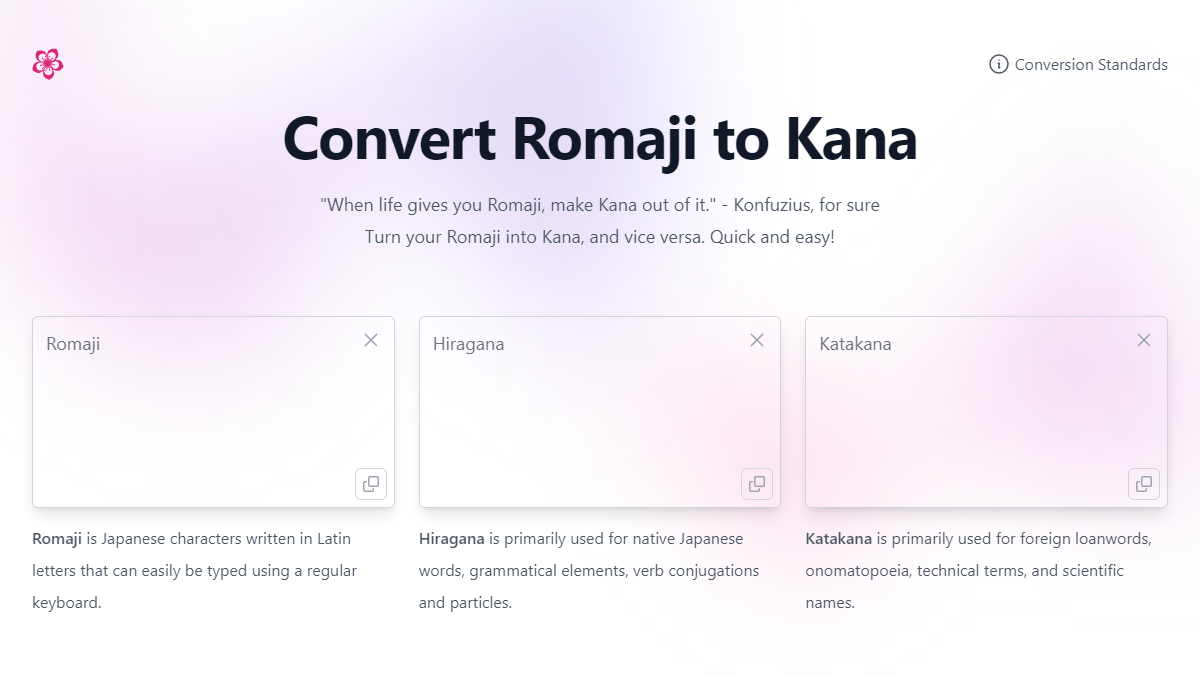 Conversion Standards
Convert Romaji to Kana
"When life gives you Romaji, make Kana out of it." - Konfuzius, for sure
Turn your Romaji into Kana, and vice versa. Quick and easy!
Romaji
Hiragana
Katakana
Romaji is Japanese characters written in Latin
letters that can easily be typed using a regular
keyboard.
Hiragana is primarily used for native Japanese
words, grammatical elements, verb conjugations
and particles.
Katakana is primarily used for foreign loanwords,
onomatopoeia, technical terms, and scientific
names.